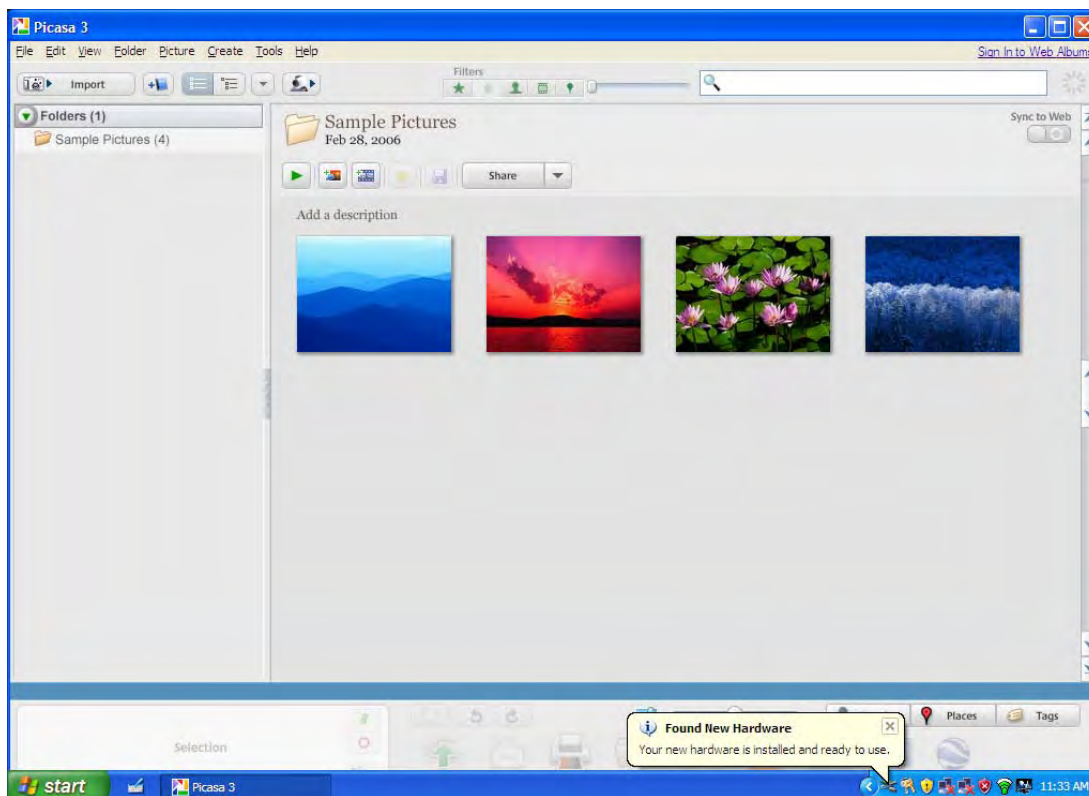 Picasa 3
File Edit View Folder Picture Create Tools Help
Sign In to Web Albums
Import
Filters
Folders (1)
Sample Pictures (4)
Sample Pictures
Feb 28, 2006
Sync to Web
Share
Add a description
Found New Hardware
Your new hardware is installed and ready to use.
Places
Tags
Selection
start
Picasa 3
11:33 AM